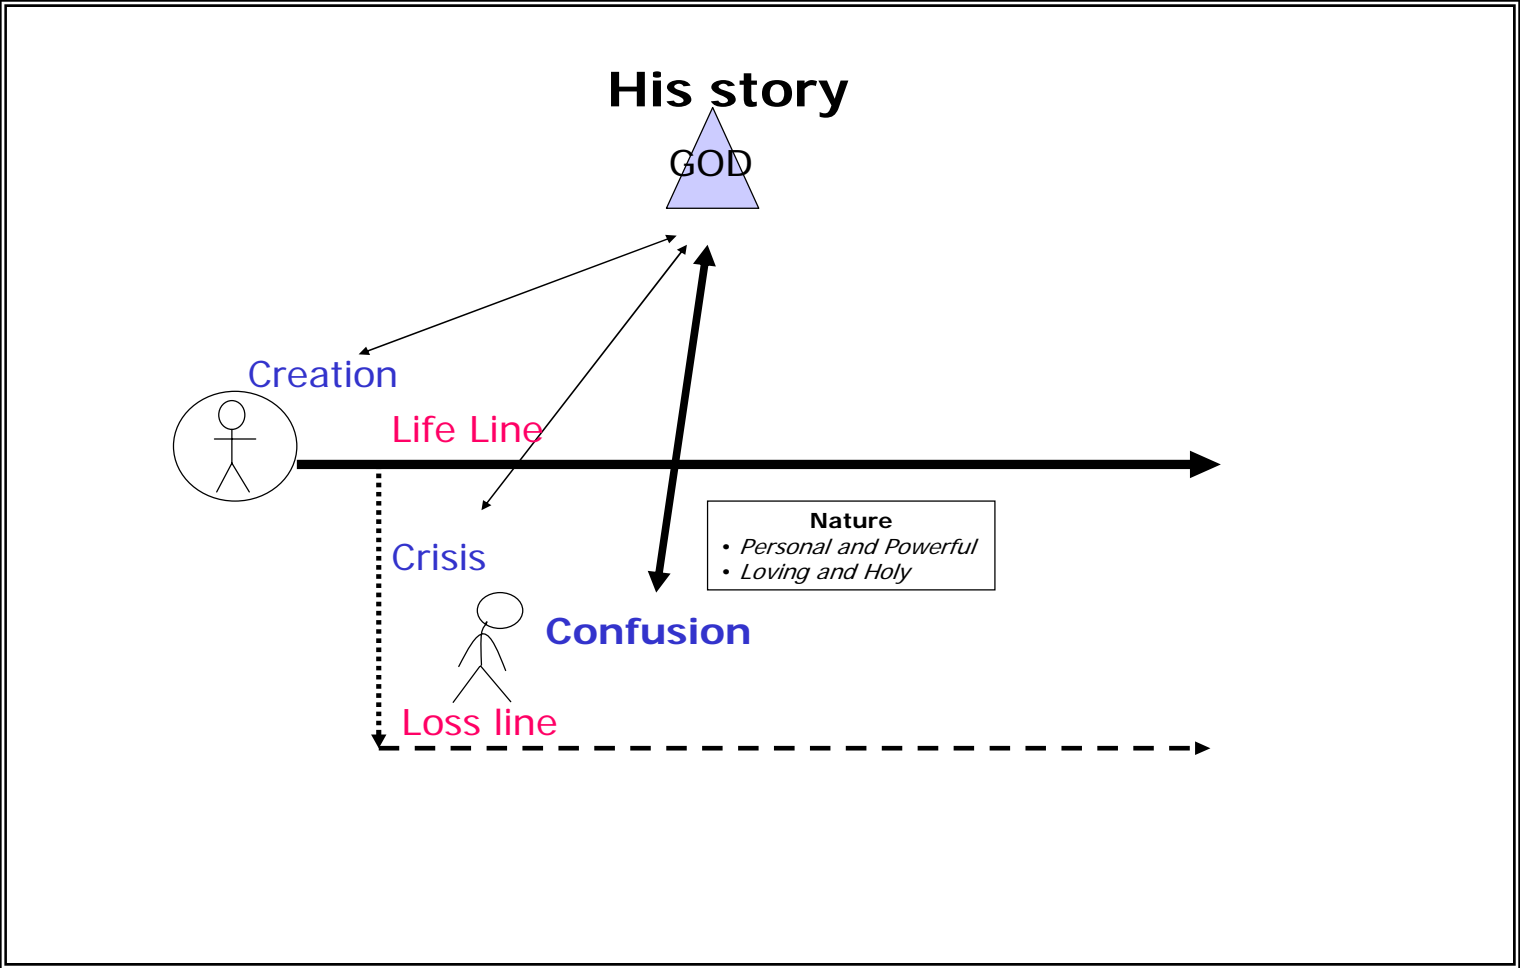 His story
GOD
Creation
Life Line
Nature
• Personal and Powerful
• Loving and Holy
Crisis
Confusion
Loss line